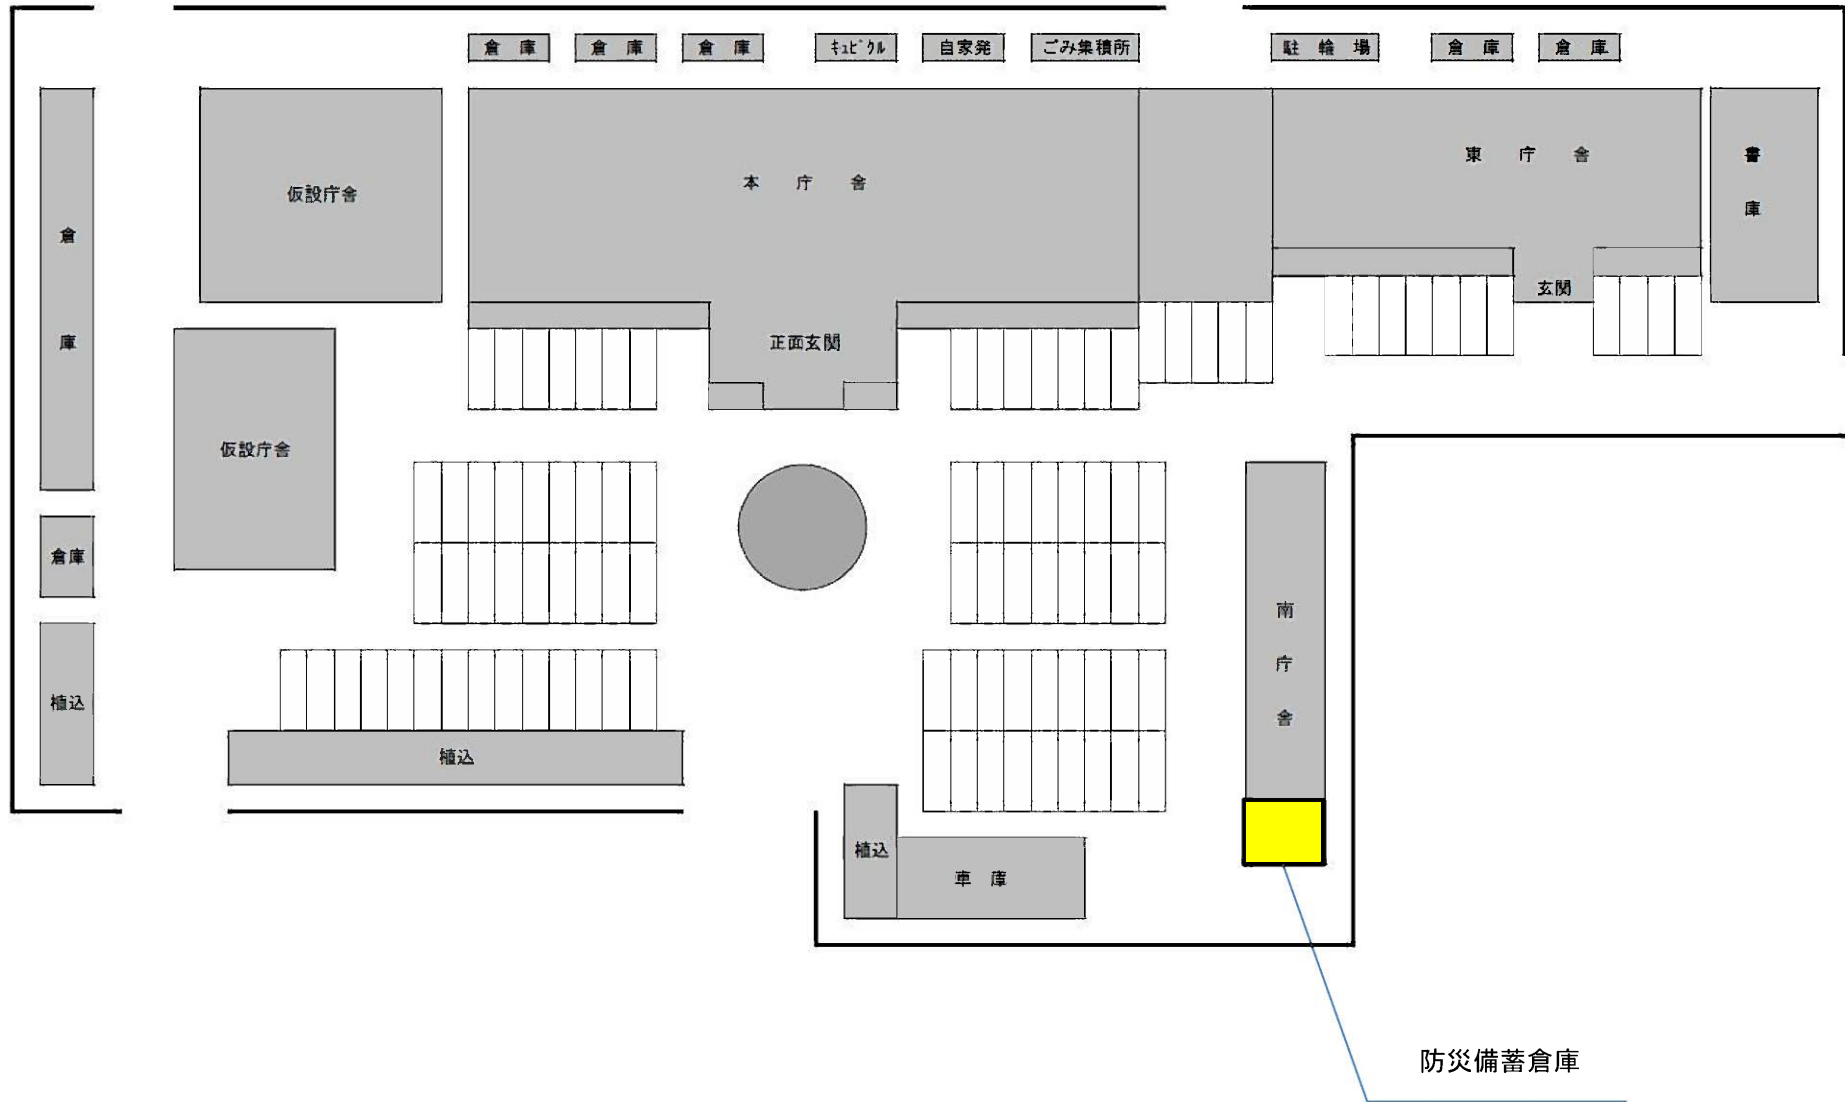 倉 庫
倉 庫
倉 庫
ｷｭﾋﾞｸﾙ
自家発
ごみ集積所
駐 輪 場
倉 庫
倉 庫
仮設庁舎
本 庁 舎
東 庁 舎
書 庫
倉 庫
玄関
正面玄関
仮設庁舎
倉庫
南 庁 舎
植込
植込
植込
車 庫
防災備蓄倉庫